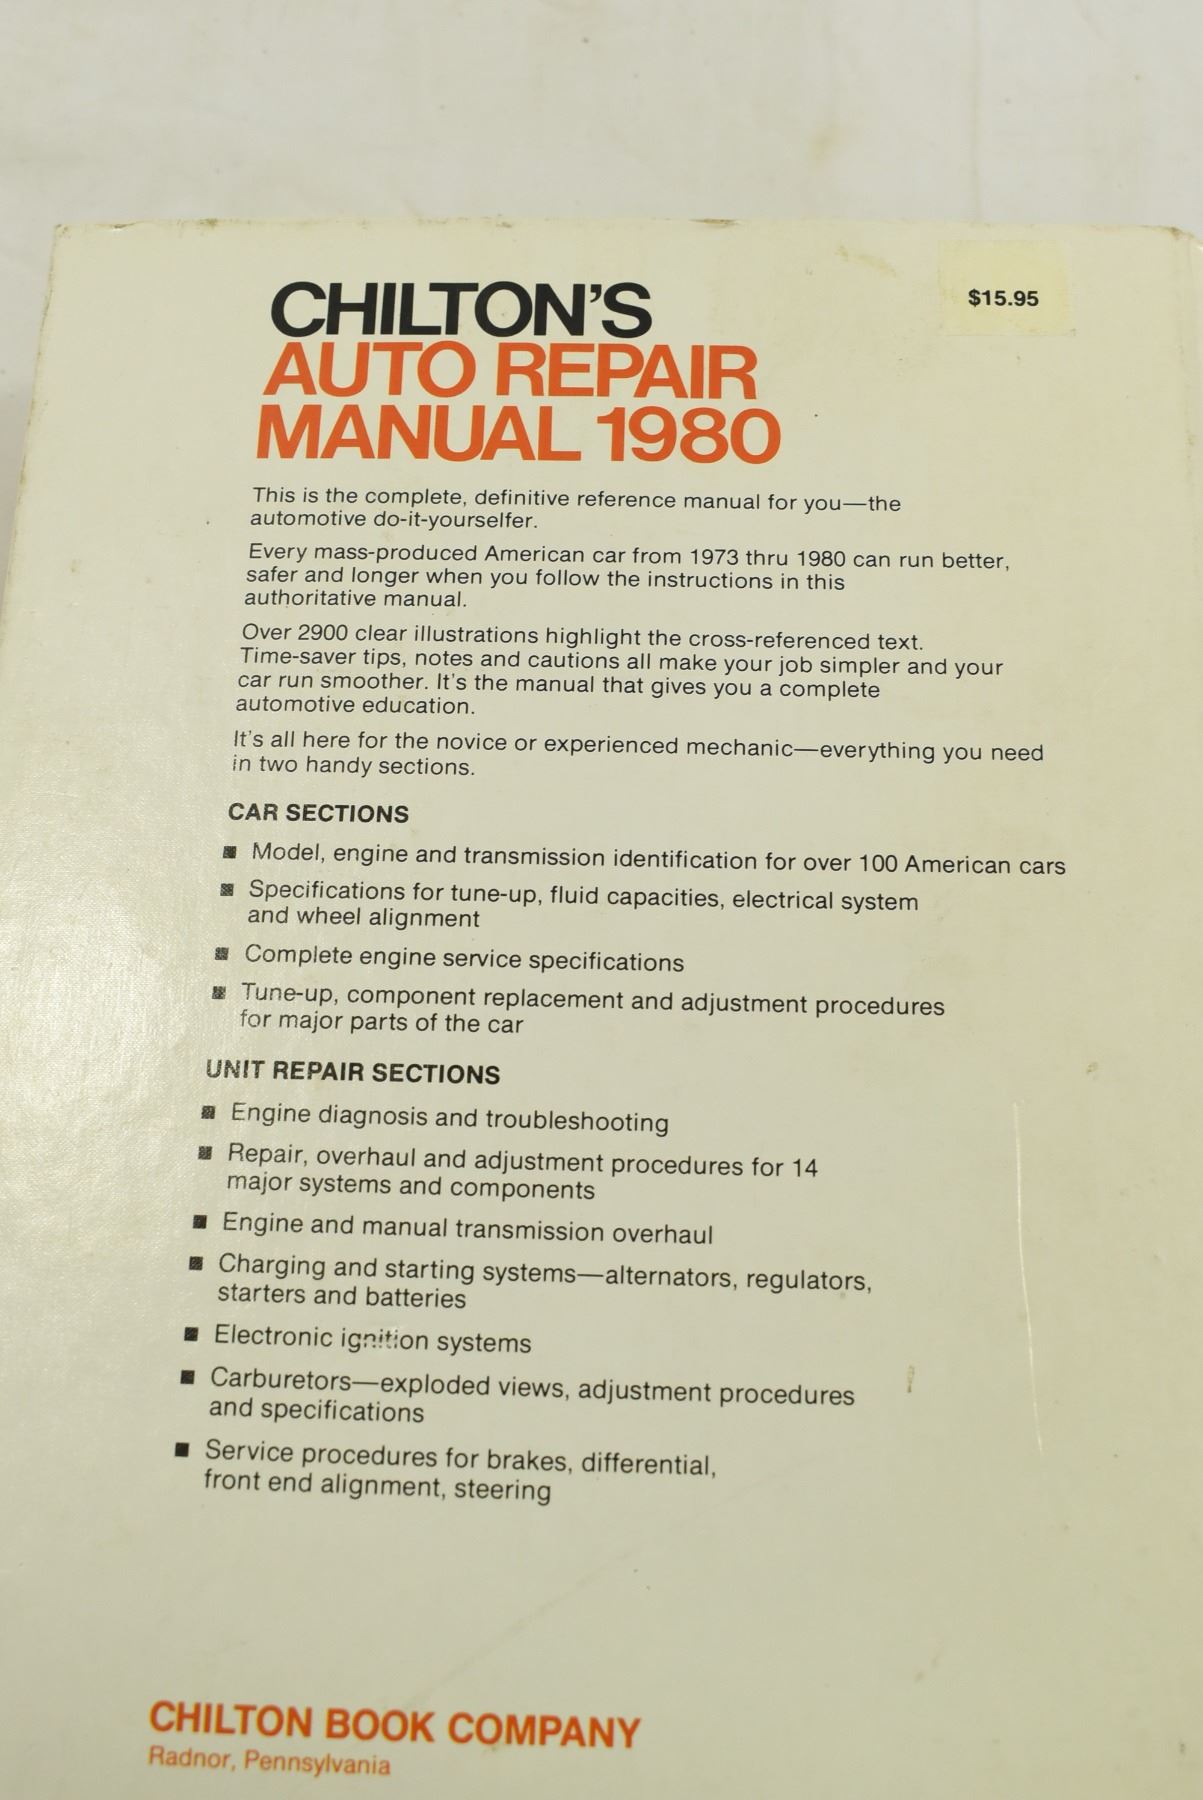 CHILTON'S
$15.95
AUTO REPAIR
MANUAL 1980
This is the complete, definitive reference manual for you—the
automotive do-it-yourselfer.
Every mass-produced American car from 1973 thru 1980 can run better,
safer and longer when you follow the instructions in this
authoritative manual.
Over 2900 clear illustrations highlight the cross-referenced text.
Time-saver tips, notes and cautions all make your job simpler and your
car run smoother. It's the manual that gives you a complete
automotive education.
It's all here for the novice or experienced mechanic—everything you need
in two handy sections.
CAR SECTIONS
■ Model, engine and transmission identification for over 100 American cars
■ Specifications for tune-up, fluid capacities, electrical system
and wheel alignment
■ Complete engine service specifications
■ Tune-up, component replacement and adjustment procedures
for major parts of the car
UNIT REPAIR SECTIONS
■ Engine diagnosis and troubleshooting
■ Repair, overhaul and adjustment procedures for 14
major systems and components
■ Engine and manual transmission overhaul
■ Charging and starting systems—alternators, regulators,
starters and batteries
■ Electronic ignition systems
■ Carburetors—exploded views, adjustment procedures
and specifications
■ Service procedures for brakes, differential,
front end alignment, steering
CHILTON BOOK COMPANY
Radnor, Pennsylvania